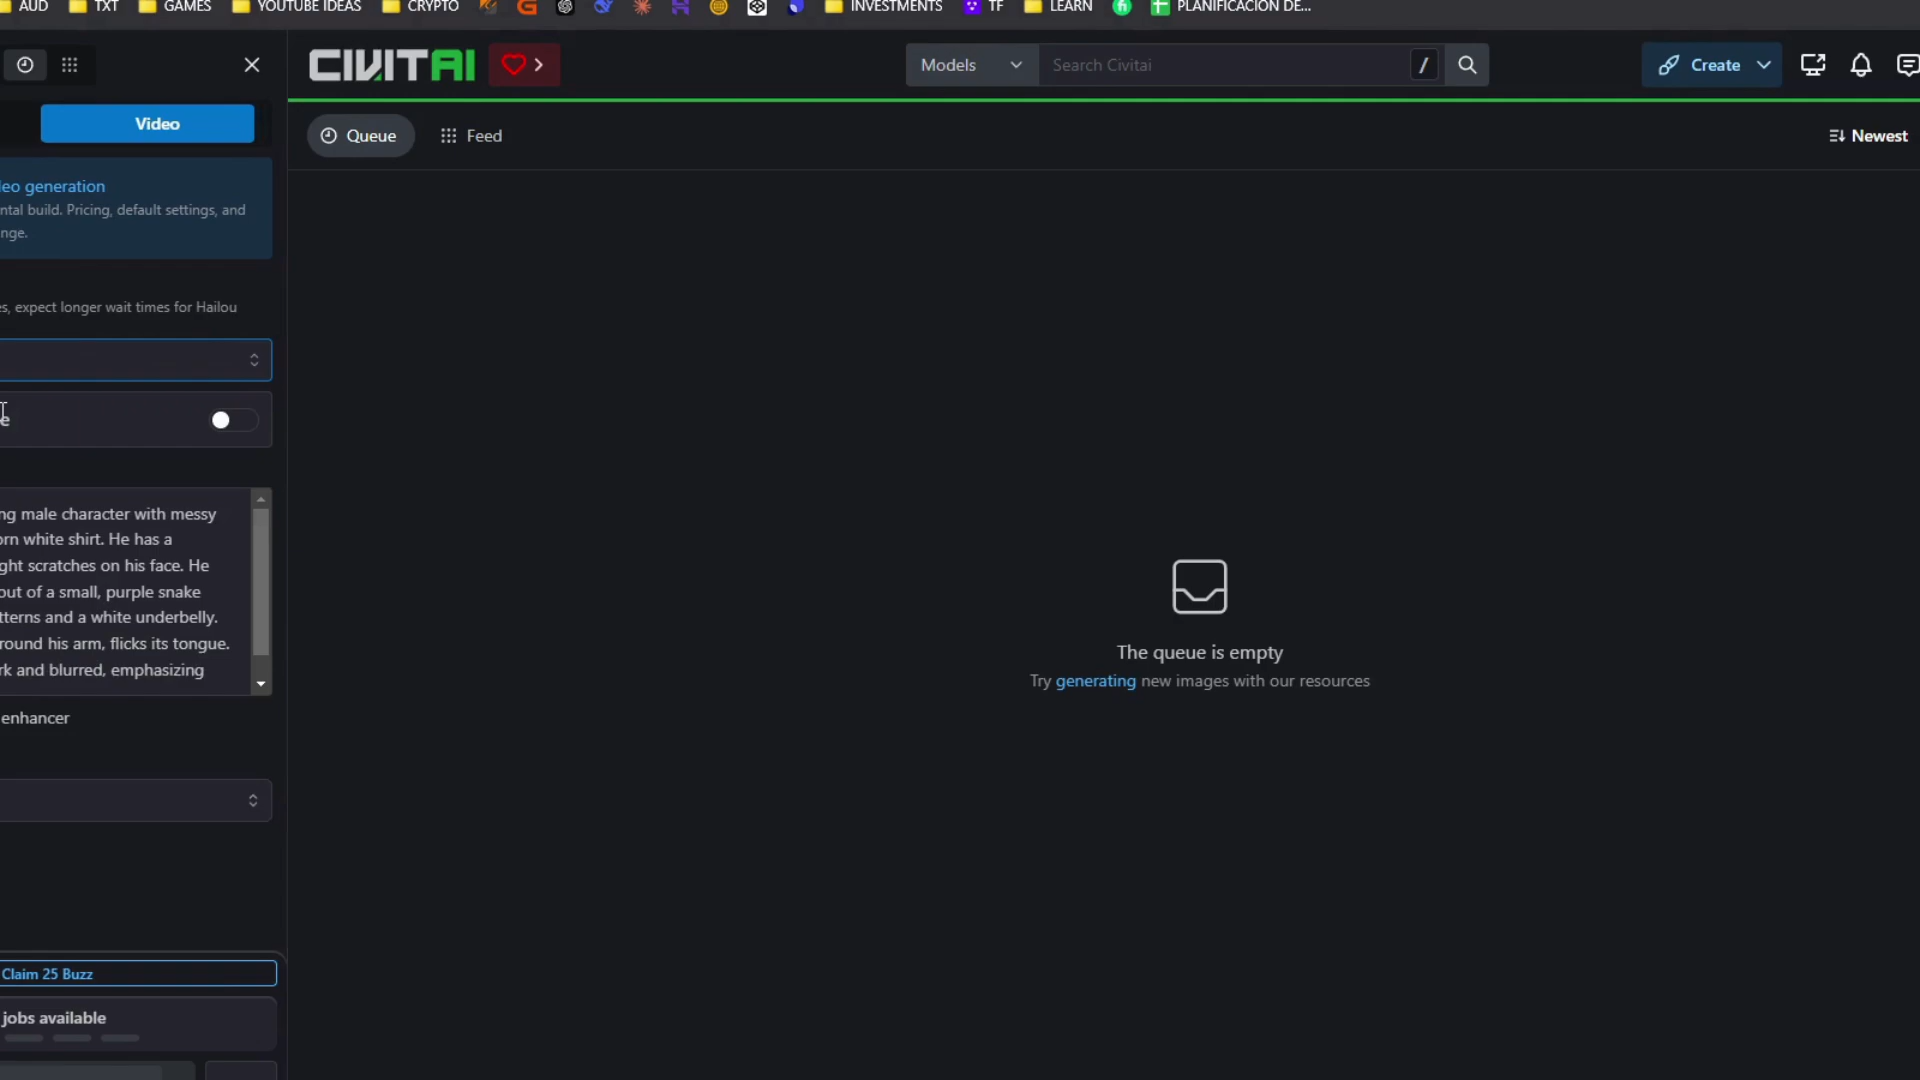 AUD TXT GAMES YOUTUBE IDEAS CRYPTO INVESTMENTS TF LEARN PLANIFICACION DE...
CIVITAI
Models
Search Civitai
/
Create
Video
Queue
Feed
Newest
eo generation
ntal build. Pricing, default settings, and
nge.
s, expect longer wait times for Hailou
e
ng male character with messy
orn white shirt. He has a
ght scratches on his face. He
out of a small, purple snake
tterns and a white underbelly.
round his arm, flicks its tongue.
rk and blurred, emphasizing
enhancer
The queue is empty
Try generating new images with our resources
Claim 25 Buzz
jobs available